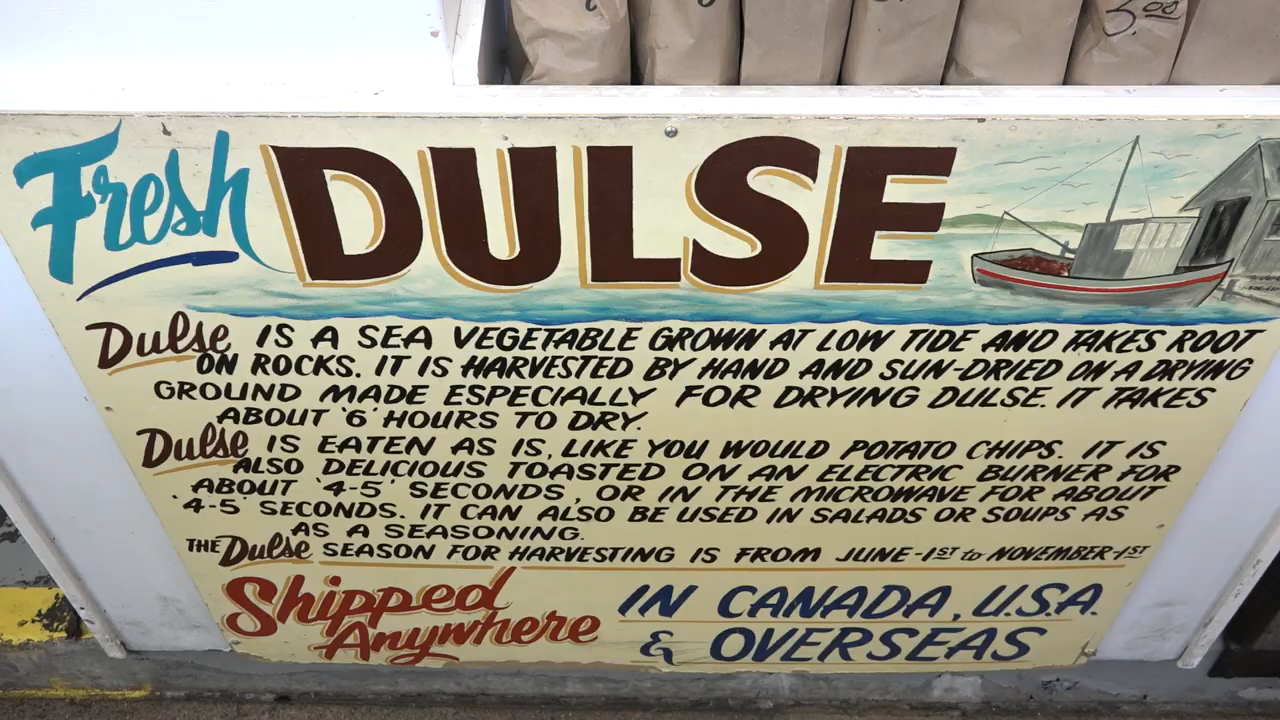 5.00
Fresh DULSE
Dulse IS A SEA VEGETABLE GROWN AT LOW TIDE AND TAKES ROOT
ON ROCKS. IT IS HARVESTED BY HAND AND SUN-DRIED ON A DRYING
GROUND MADE ESPECIALLY FOR DRYING DULSE. IT TAKES
ABOUT '6' HOURS TO DRY.
Dulse IS EATEN AS IS, LIKE YOU WOULD POTATO CHIPS. IT IS
ALSO DELICIOUS TOASTED ON AN ELECTRIC BURNER FOR
ABOUT '4-5' SECONDS, OR IN THE MICROWAVE FOR ABOUT
'4-5' SECONDS. IT CAN ALSO BE USED IN SALADS OR SOUPS AS
AS A SEASONING.
THE Dulse SEASON FOR HARVESTING IS FROM JUNE-1ST to NOVEMBER-1ST
Shipped Anywhere
IN CANADA, U.S.A.
& OVERSEAS